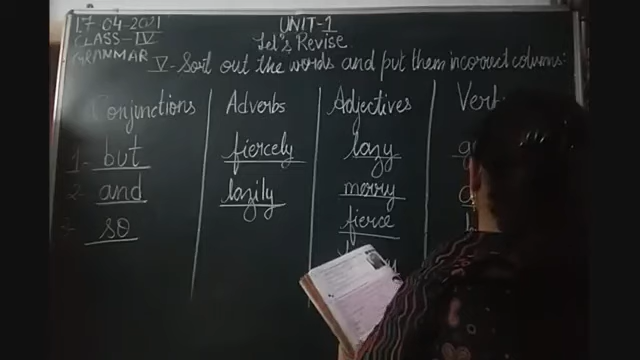 17-04-2021
UNIT-1
CLASS-IV
Let's Revise
GRAMMAR
V- Sort out the words and put them in correct columns:
Conjunctions Adverbs Adjectives
1- but fiercely lazy
2- and lazily merry
3- so fierce